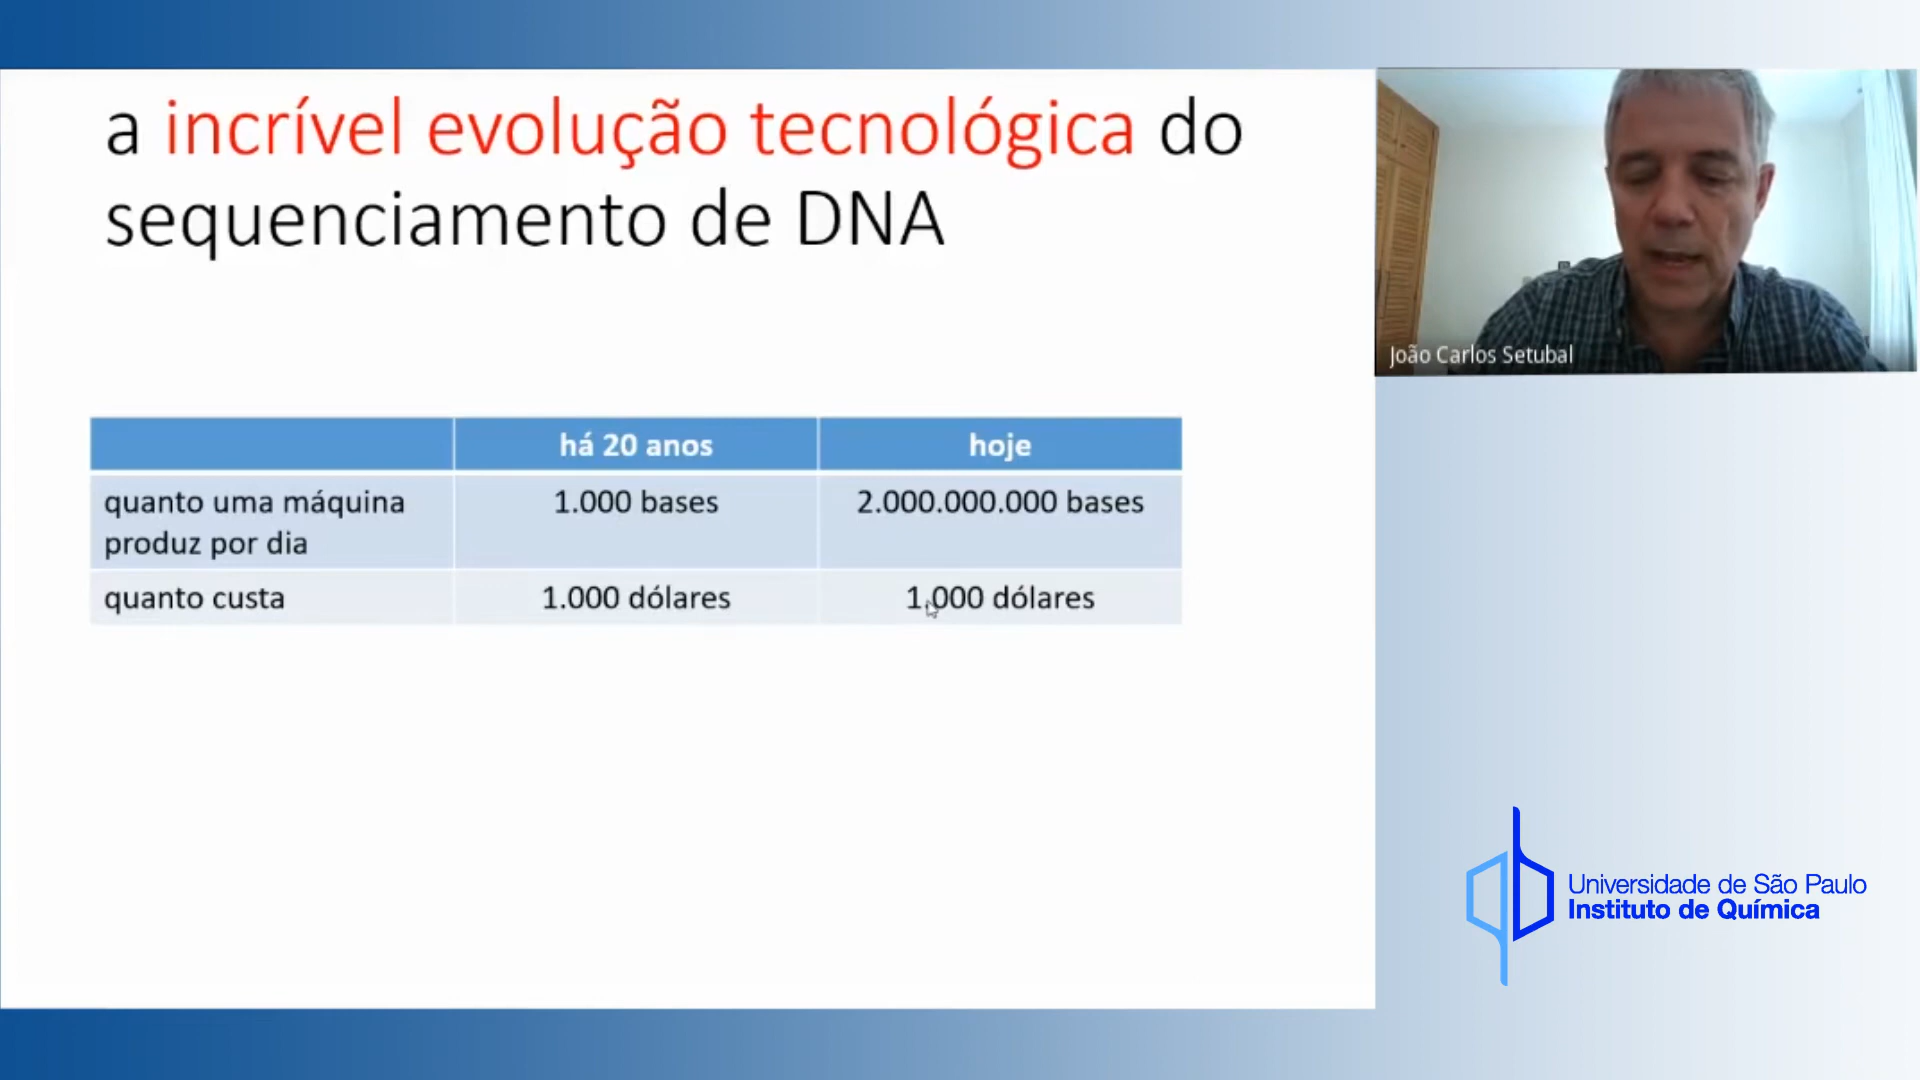 a incrível evolução tecnológica do
sequenciamento de DNA
há 20 anos
hoje
quanto uma máquina
produz por dia
1.000 bases
2.000.000.000 bases
quanto custa
1.000 dólares
1.000 dólares
João Carlos Setubal
Universidade de São Paulo
Instituto de Química